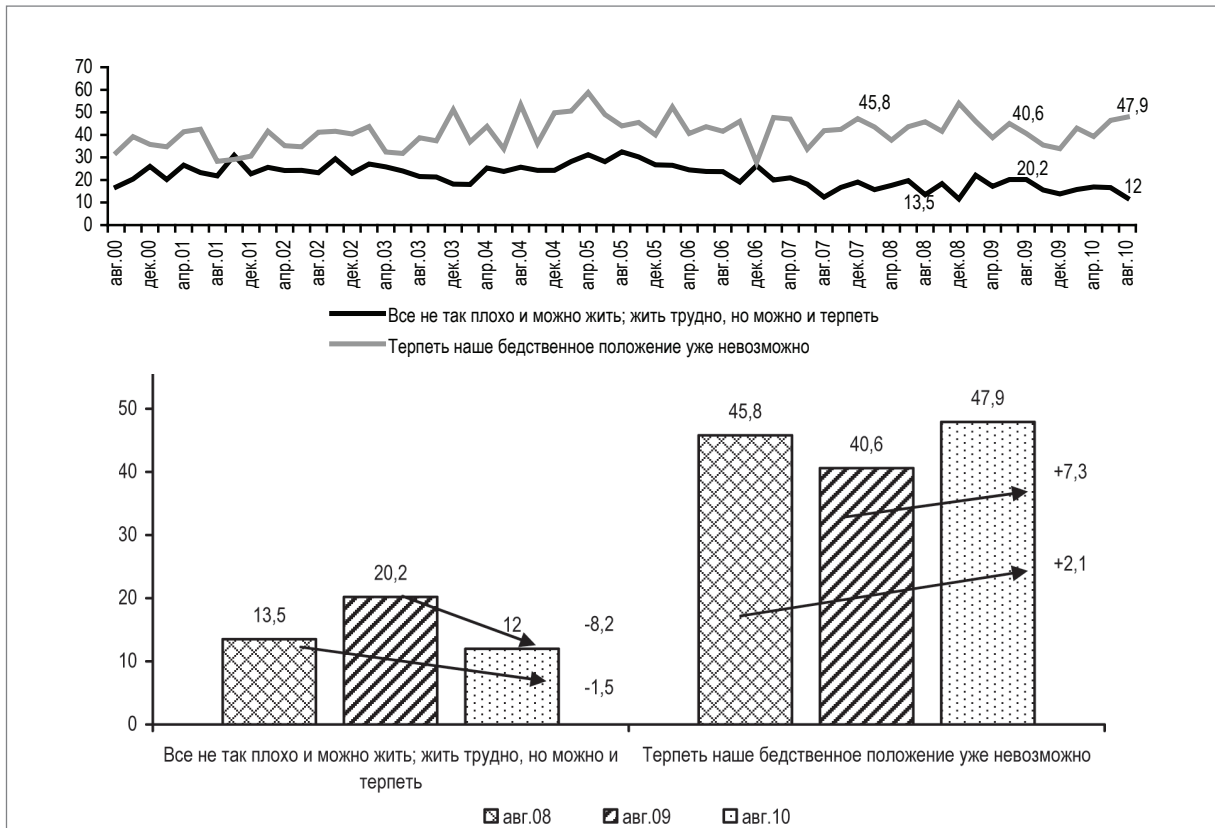 70
60
50
40
30
20
10
0
45,8
40,6
47,9
13,5
20,2
12
авг.00
дек.00
апр.01
авг.01
дек.01
апр.02
авг.02
дек.02
апр.03
авг.03
дек.03
апр.04
авг.04
дек.04
апр.05
авг.05
дек.05
апр.06
авг.06
дек.06
апр.07
авг.07
дек.07
апр.08
авг.08
дек.08
апр.09
авг.09
дек.09
апр.10
авг.10
Все не так плохо и можно жить; жить трудно, но можно и терпеть
Терпеть наше бедственное положение уже невозможно
50
40
30
20
10
0
13,5
20,2
12
-8,2
-1,5
45,8
40,6
47,9
+7,3
+2,1
Все не так плохо и можно жить; жить трудно, но можно и
терпеть
Терпеть наше бедственное положение уже невозможно
авг.08 авг.09 авг.10